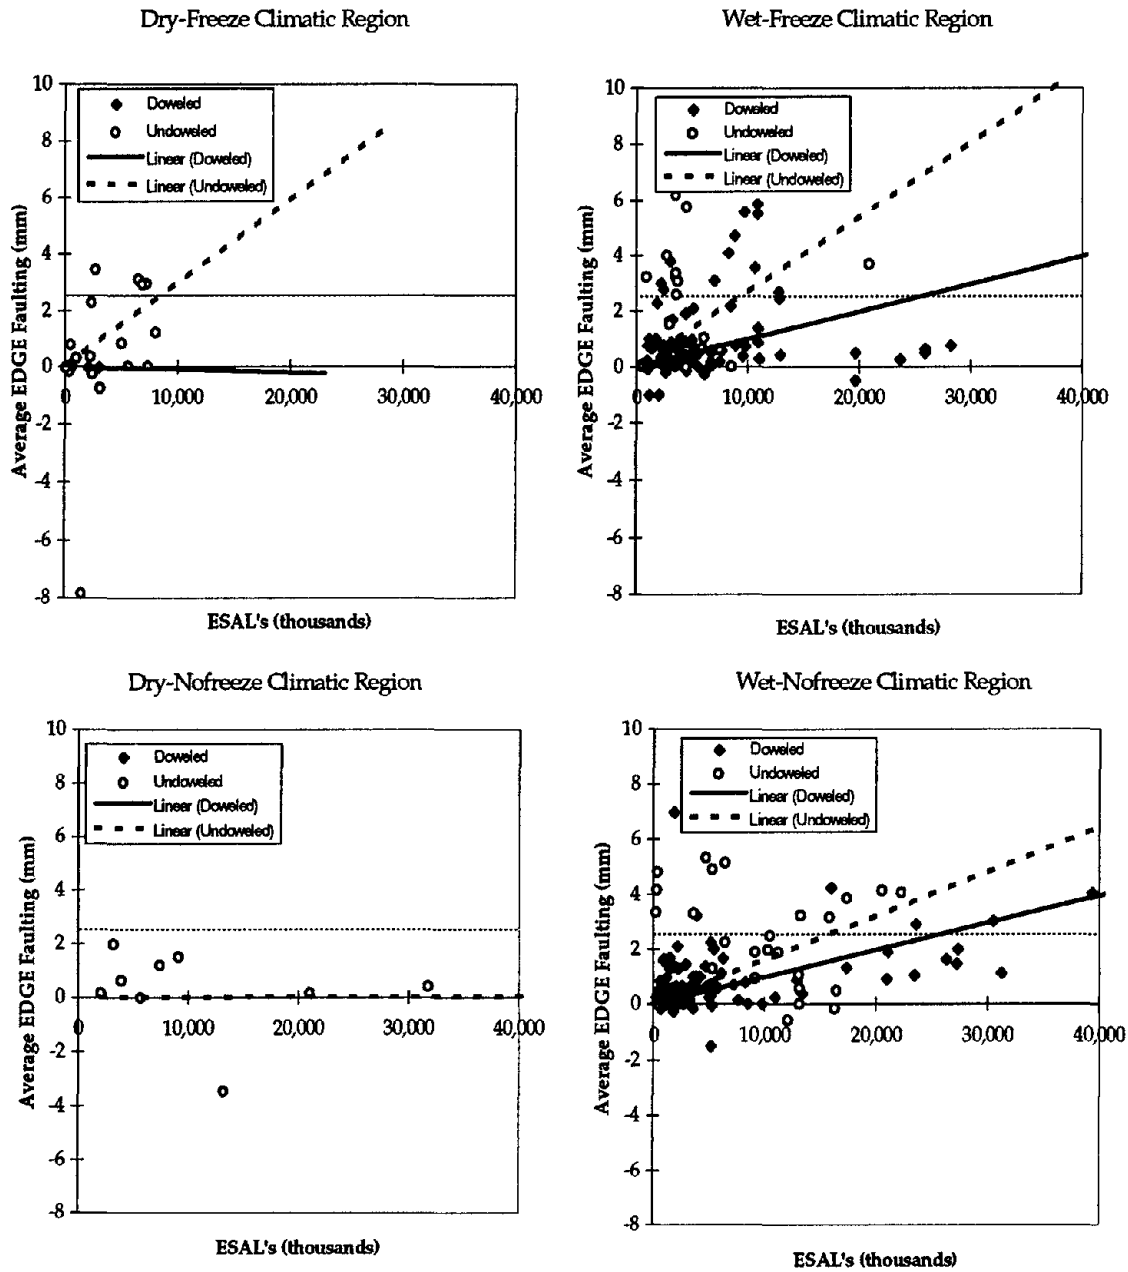 Dry-Freeze Climatic Region
Average EDGE Faulting (mm)
10
8
6
4
2
0
-2
-4
-6
-8
Doweled
Undoweled
Linear (Doweled)
Linear (Undoweled)
0
10,000
20,000
30,000
40,000
ESAL's (thousands)
Wet-Freeze Climatic Region
Average EDGE Faulting (mm)
10
8
6
4
2
0
-2
-4
-6
-8
Doweled
Undoweled
Linear (Doweled)
Linear (Undoweled)
0
10,000
20,000
30,000
40,000
ESAL's (thousands)
Dry-Nofreeze Climatic Region
Average EDGE Faulting (mm)
10
8
6
4
2
0
-2
-4
-6
-8
Doweled
Undoweled
Linear (Doweled)
Linear (Undoweled)
0
10,000
20,000
30,000
40,000
ESAL's (thousands)
Wet-Nofreeze Climatic Region
Average EDGE Faulting (mm)
10
8
6
4
2
0
-2
-4
-6
-8
Doweled
Undoweled
Linear (Doweled)
Linear (Undoweled)
0
10,000
20,000
30,000
40,000
ESAL's (thousands)